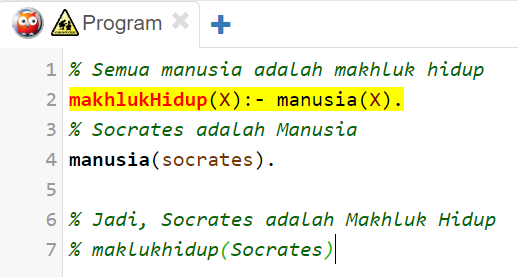 Program
1 % Semua manusia adalah makhluk hidup
2 makhlukHidup(X):- manusia(X).
3 % Socrates adalah Manusia
4 manusia(socrates).
5
6 % Jadi, Socrates adalah Makhluk Hidup
7 % maklukhidup(Socrates)